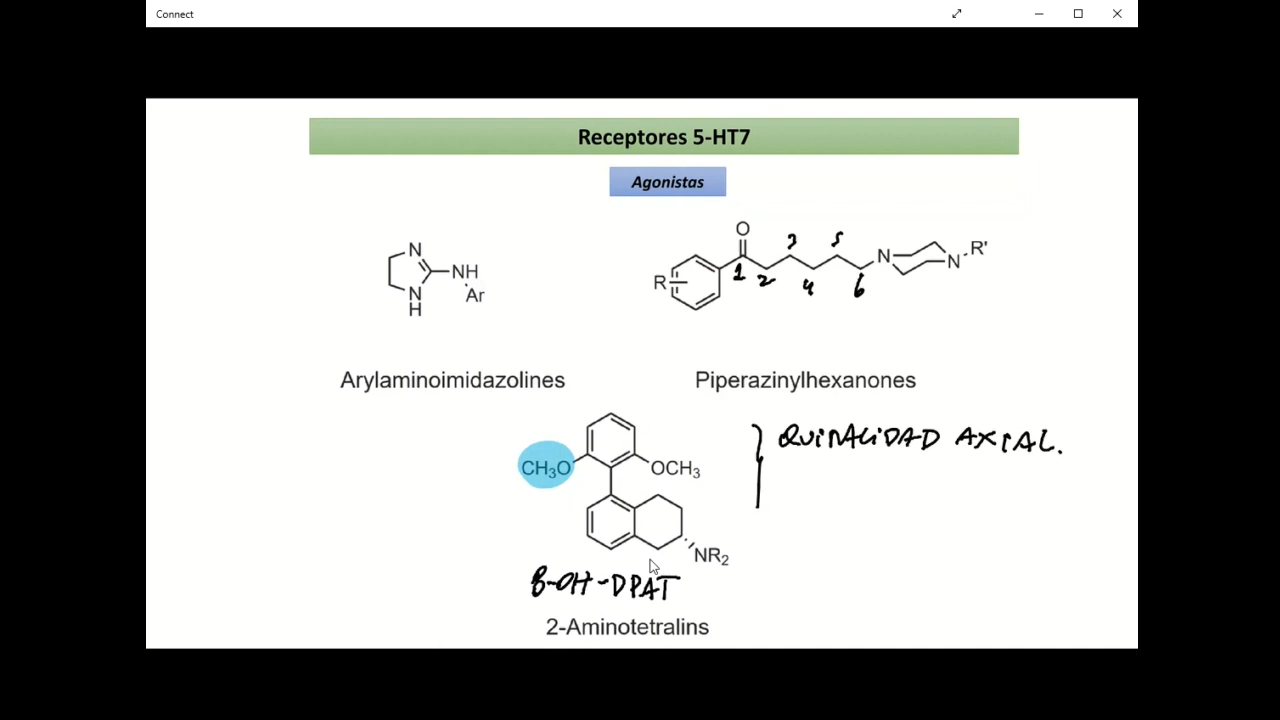 Connect
Receptores 5-HT7
Agonistas
N
NH
N
H
Ar
O
R
1
2
3
4
5
6
N
N
R'
Arylaminoimidazolines
Piperazinylhexanones
CH3O
OCH3
NR2
QUIRALIDAD AXIAL.
8-OH-DPAT
2-Aminotetralins